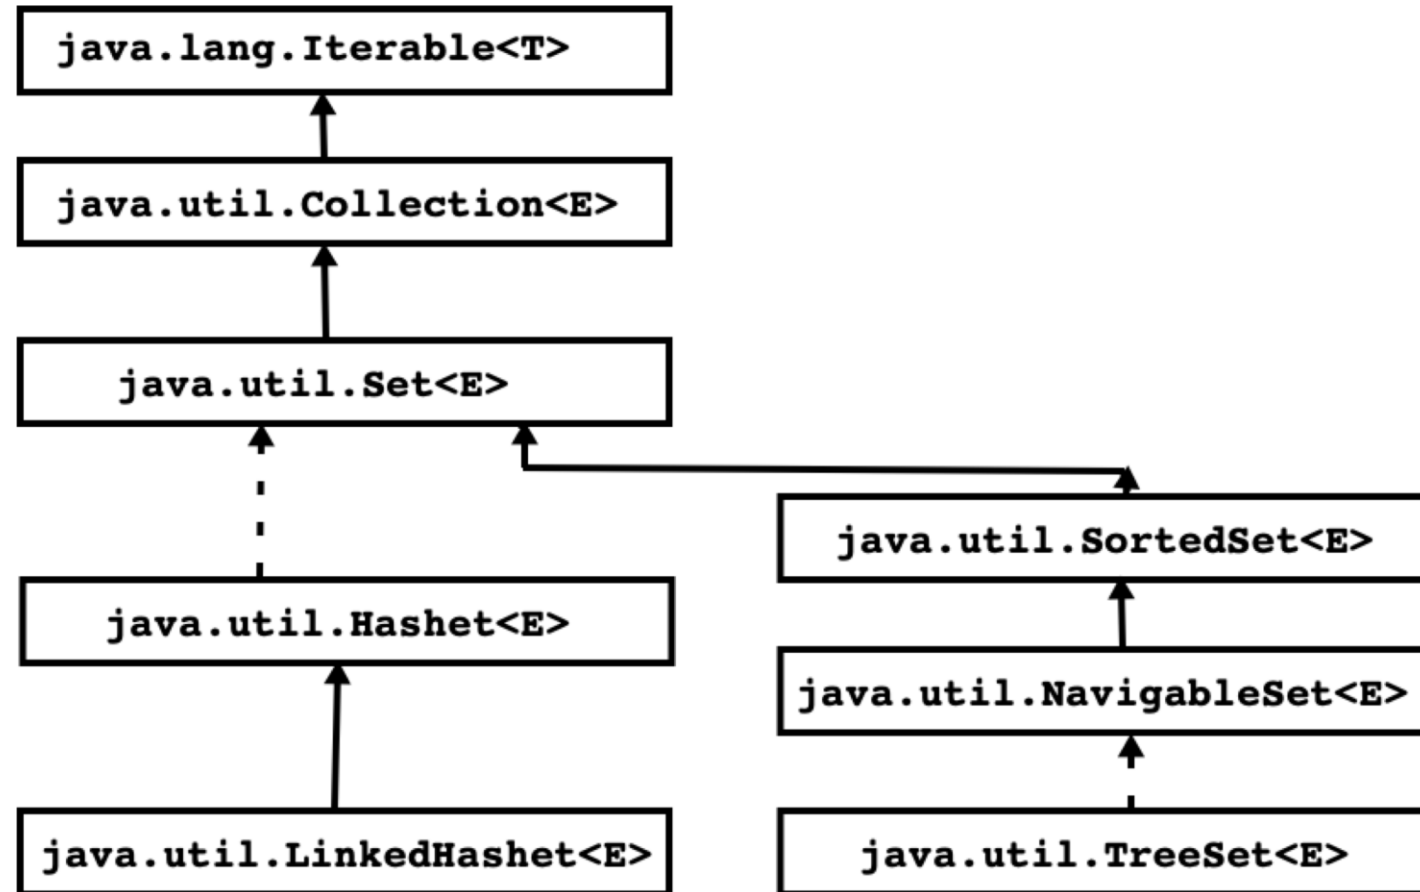 java.lang.Iterable<T>
java.util.Collection<E>
java.util.Set<E>
java.util.SortedSet<E>
java.util.Hashet<E>
java.util.NavigableSet<E>
java.util.LinkedHashet<E>
java.util.TreeSet<E>